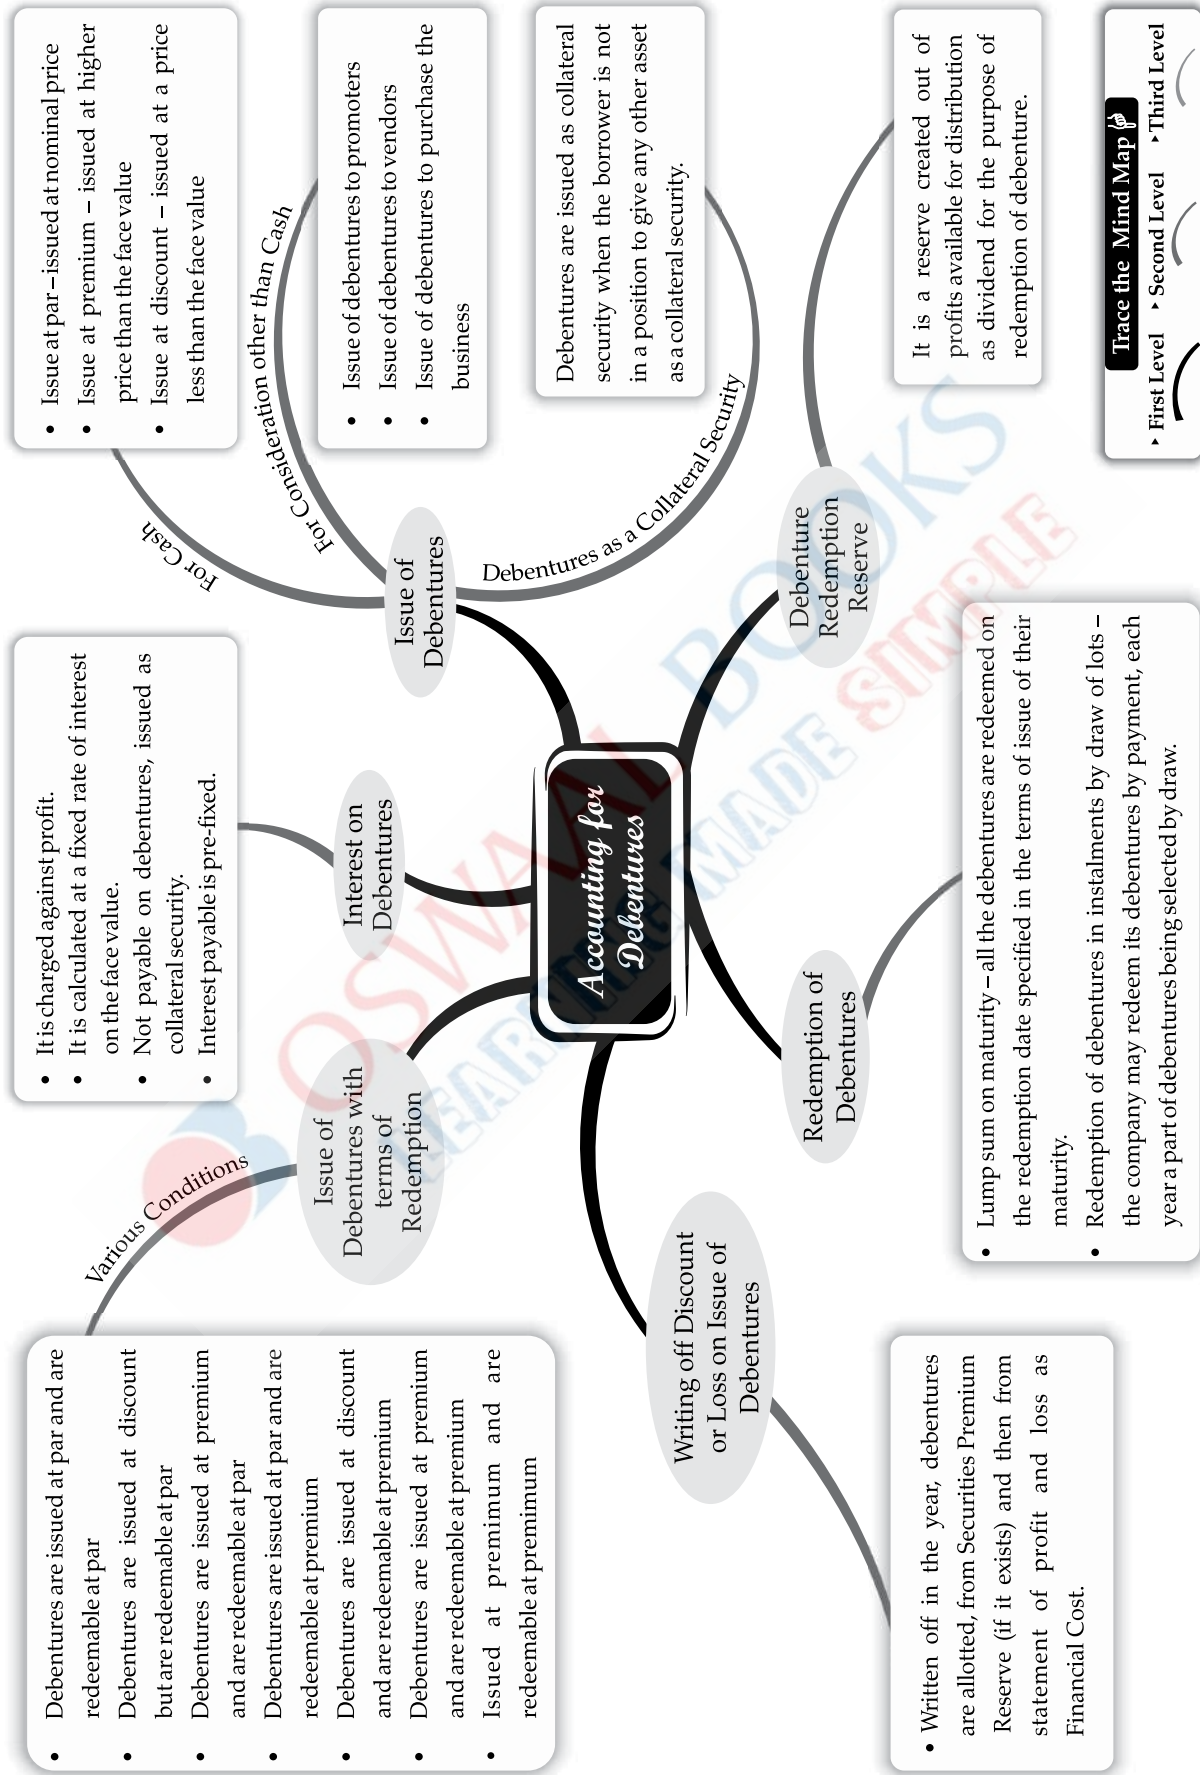 Accounting for
Debentures
Issue of
Debentures
For Cash
• Issue at par – issued at nominal price
• Issue at premium – issued at higher
price than the face value
• Issue at discount – issued at a price
less than the face value
For Consideration other than Cash
• Issue of debentures to promoters
• Issue of debentures to vendors
• Issue of debentures to purchase the
business
Debentures as a Collateral Security
Debentures are issued as collateral
security when the borrower is not
in a position to give any other asset
as a collateral security.
Debenture
Redemption
Reserve
It is a reserve created out of
profits available for distribution
as dividend for the purpose of
redemption of debenture.
Interest on
Debentures
• It is charged against profit.
• It is calculated at a fixed rate of interest
on the face value.
• Not payable on debentures, issued as
collateral security.
• Interest payable is pre-fixed.
Redemption of
Debentures
• Lump sum on maturity – all the debentures are redeemed on
the redemption date specified in the terms of issue of their
maturity.
• Redemption of debentures in instalments by draw of lots –
the company may redeem its debentures by payment, each
year a part of debentures being selected by draw.
Issue of
Debentures with
terms of
Redemption
Various Conditions
• Debentures are issued at par and are
redeemable at par
• Debentures are issued at discount
but are redeemable at par
• Debentures are issued at premium
and are redeemable at par
• Debentures are issued at par and are
redeemable at premium
• Debentures are issued at discount
and are redeemable at premium
• Debentures are issued at premium
and are redeemable at premium
• Issued at premimum and are
redeemable at premimum
Writing off Discount
or Loss on Issue of
Debentures
• Written off in the year, debentures
are allotted, from Securities Premium
Reserve (if it exists) and then from
statement of profit and loss as
Financial Cost.
Trace the Mind Map
▸ First Level ▸ Second Level ▸ Third Level
OSWAAL BOOKS
LEARNING MADE SIMPLE